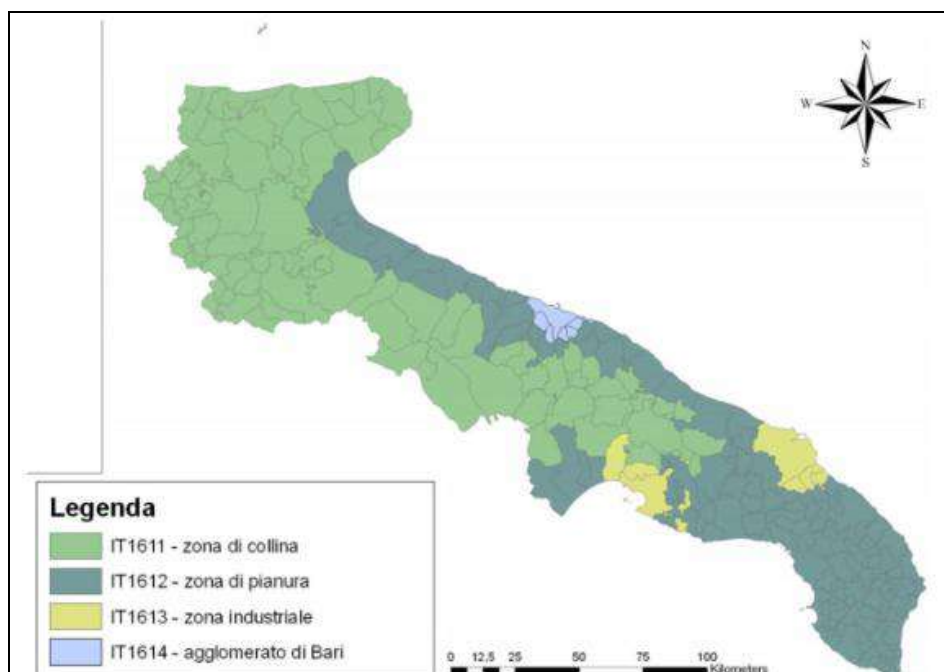 N
W E
S
Legenda
IT1611 - zona di collina
IT1612 - zona di pianura
IT1613 - zona industriale
IT1614 - agglomerato di Bari
0 12,5 25 50 75 100
Kilometers